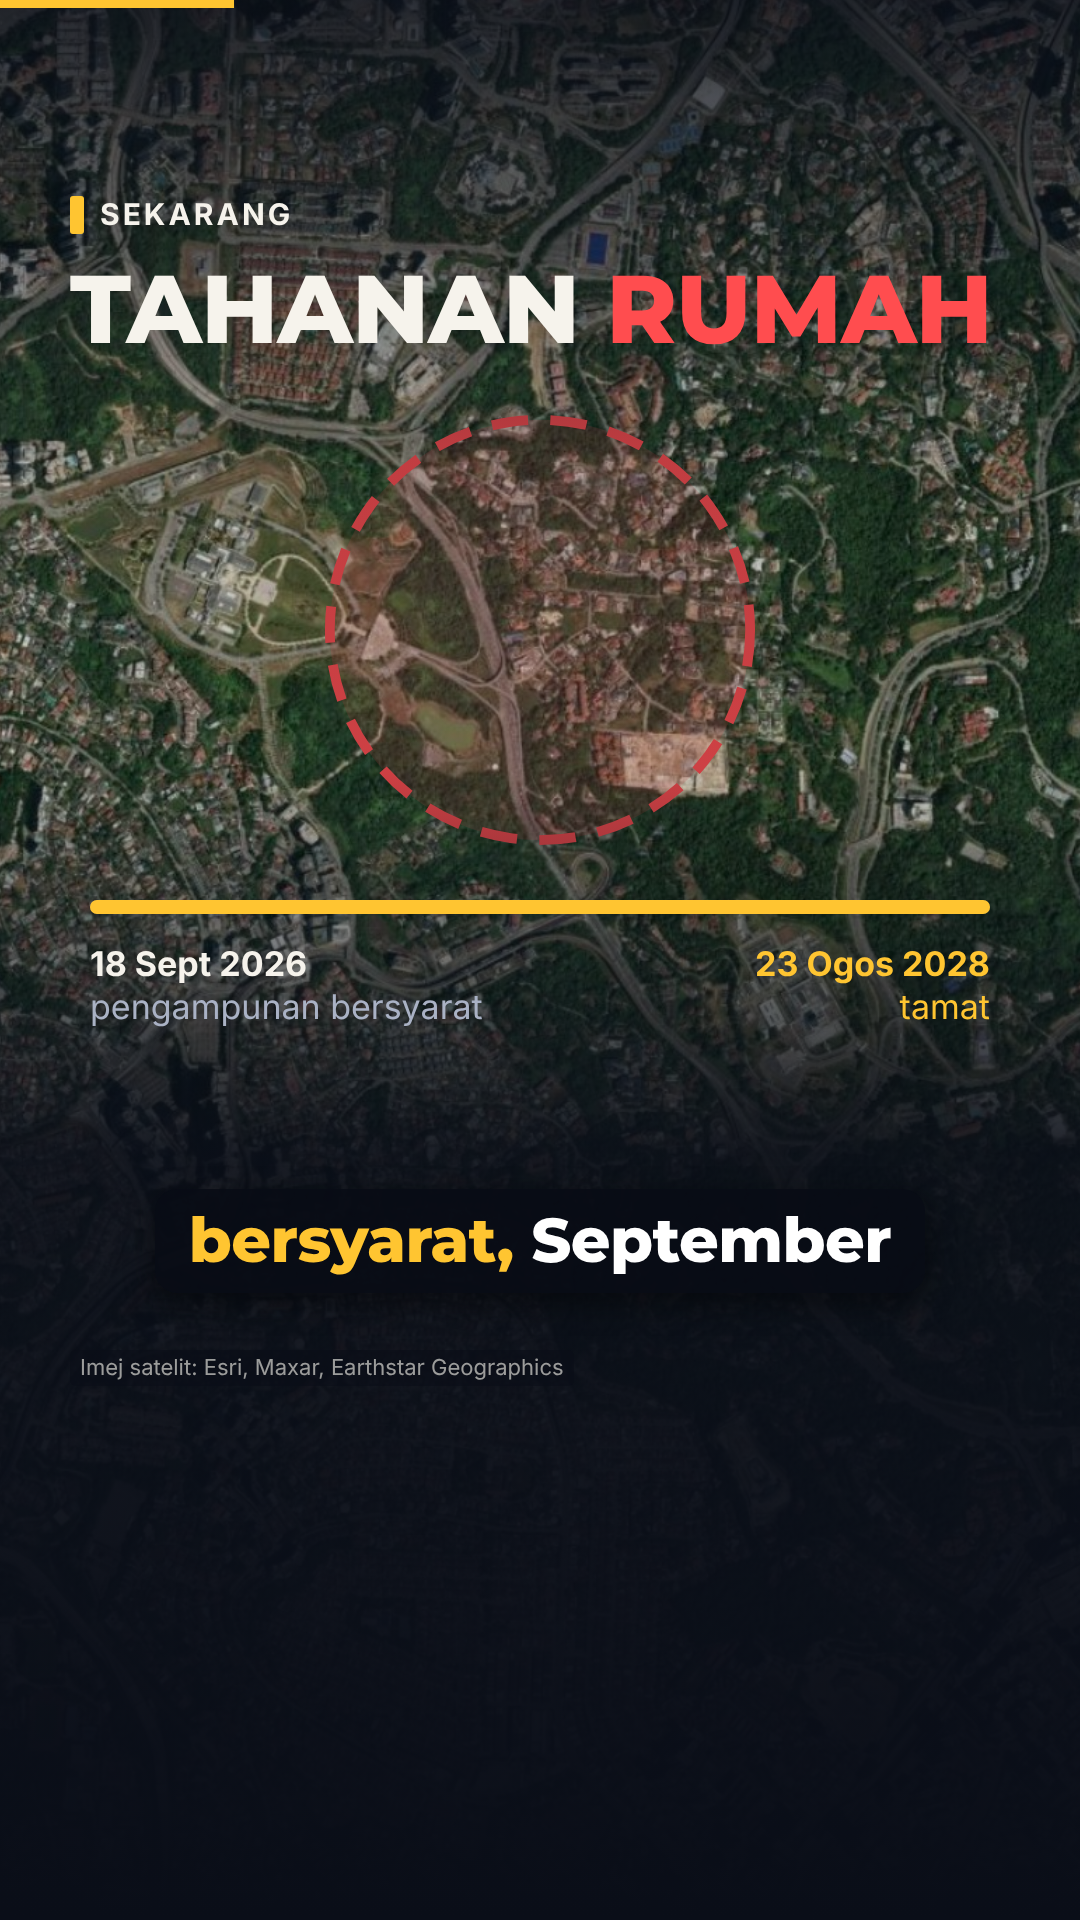 SEKARANG
TAHANAN RUMAH
18 Sept 2026
pengampunan bersyarat
23 Ogos 2028
tamat
bersyarat, September
Imej satelit: Esri, Maxar, Earthstar Geographics